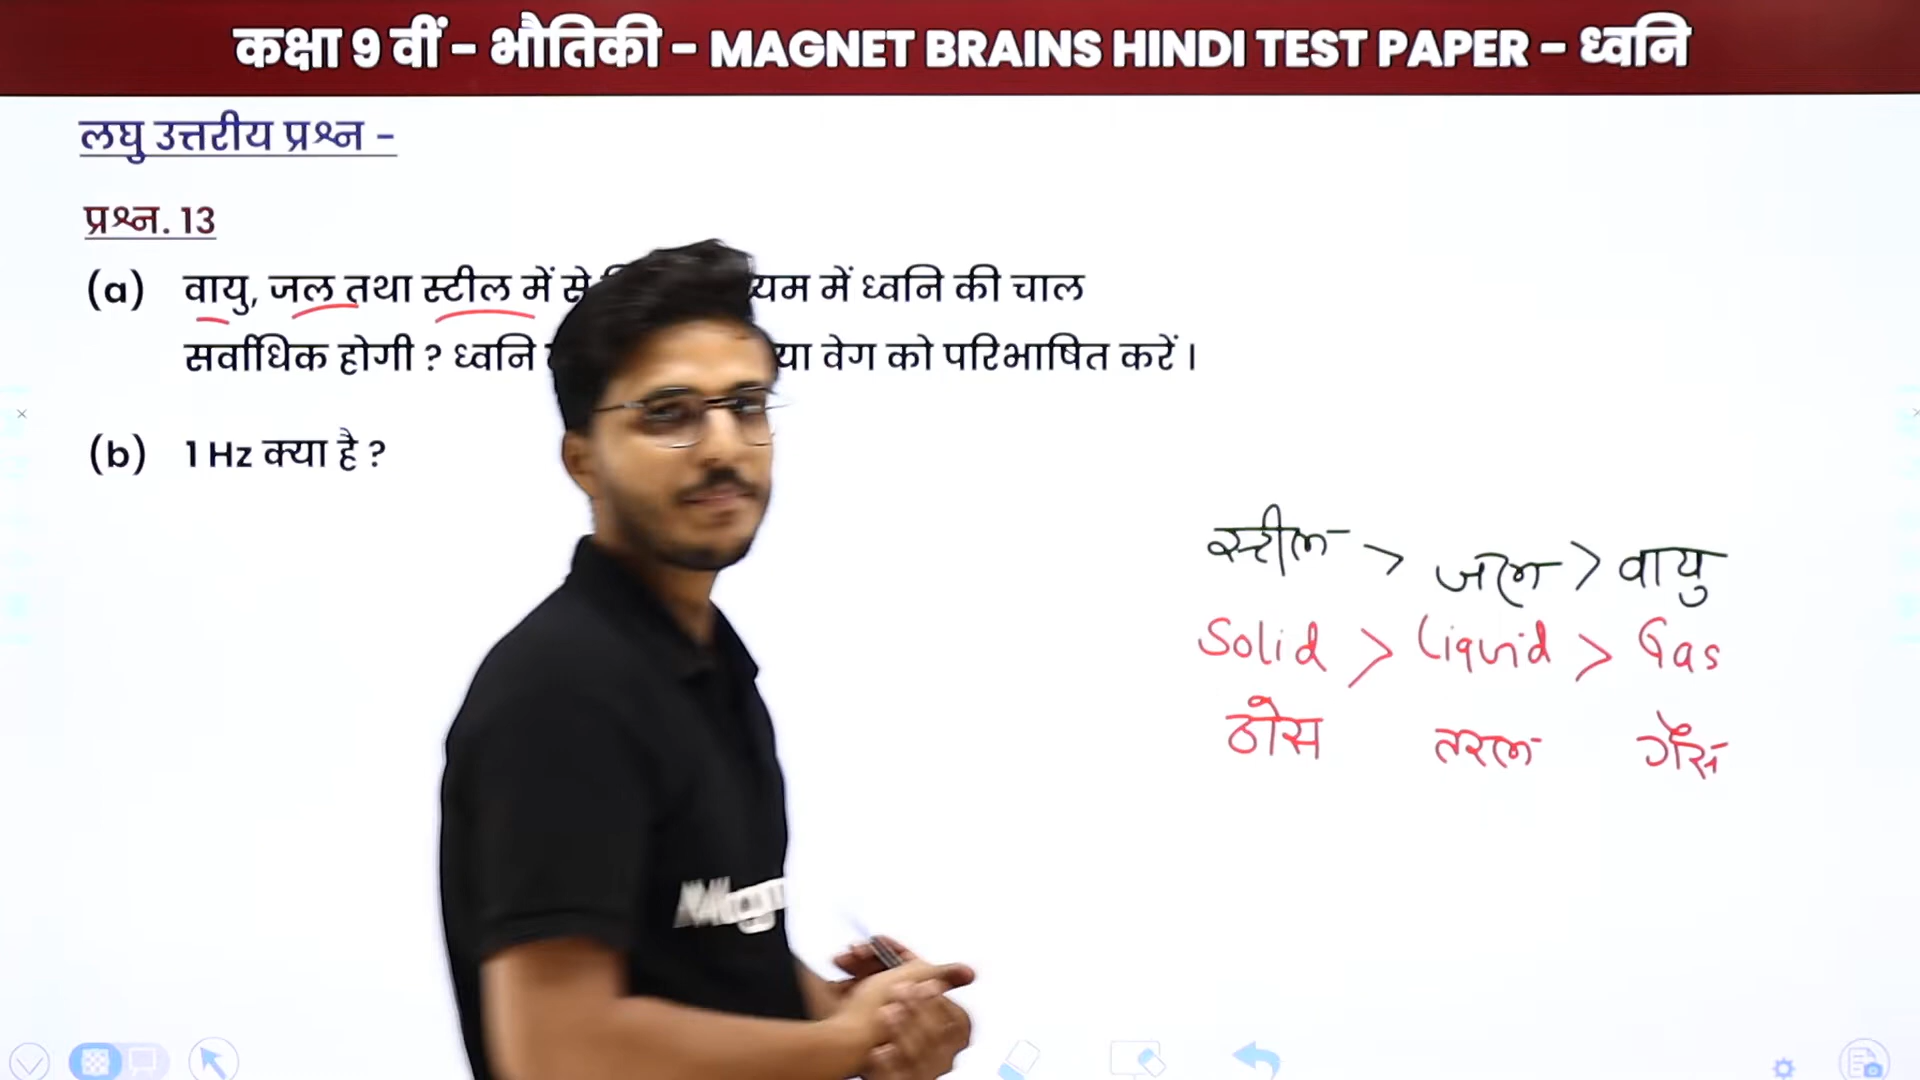 कक्षा 9 वीं - भौतिकी - MAGNET BRAINS HINDI TEST PAPER - ध्वनि
लघु उत्तरीय प्रश्न -
प्रश्न. 13
(a) वायु, जल तथा स्टील में से में ध्वनि की चाल
सर्वाधिक होगी ? ध्वनि या वेग को परिभाषित करें ।
(b) 1 Hz क्या है ?
स्टील > जल > वायु
Solid > Liquid > Gas
ठोस तरल गैस